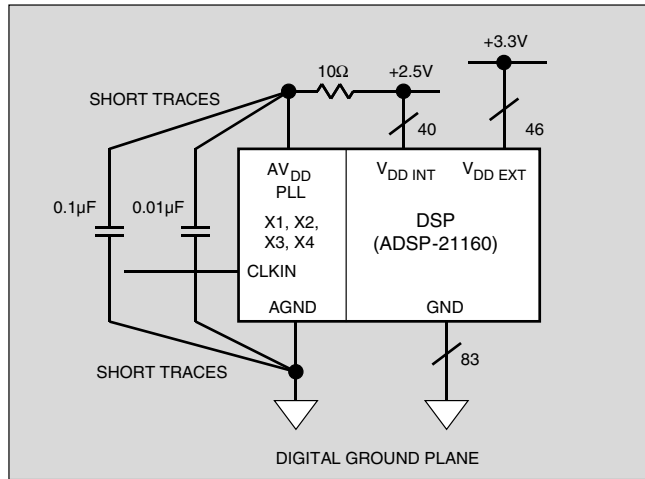 +3.3V
10Ω
+2.5V
SHORT TRACES
40
46
AVDD
PLL
VDD INT
VDD EXT
0.1µF
0.01µF
X1, X2,
X3, X4
DSP
(ADSP-21160)
CLKIN
AGND
GND
83
SHORT TRACES
DIGITAL GROUND PLANE